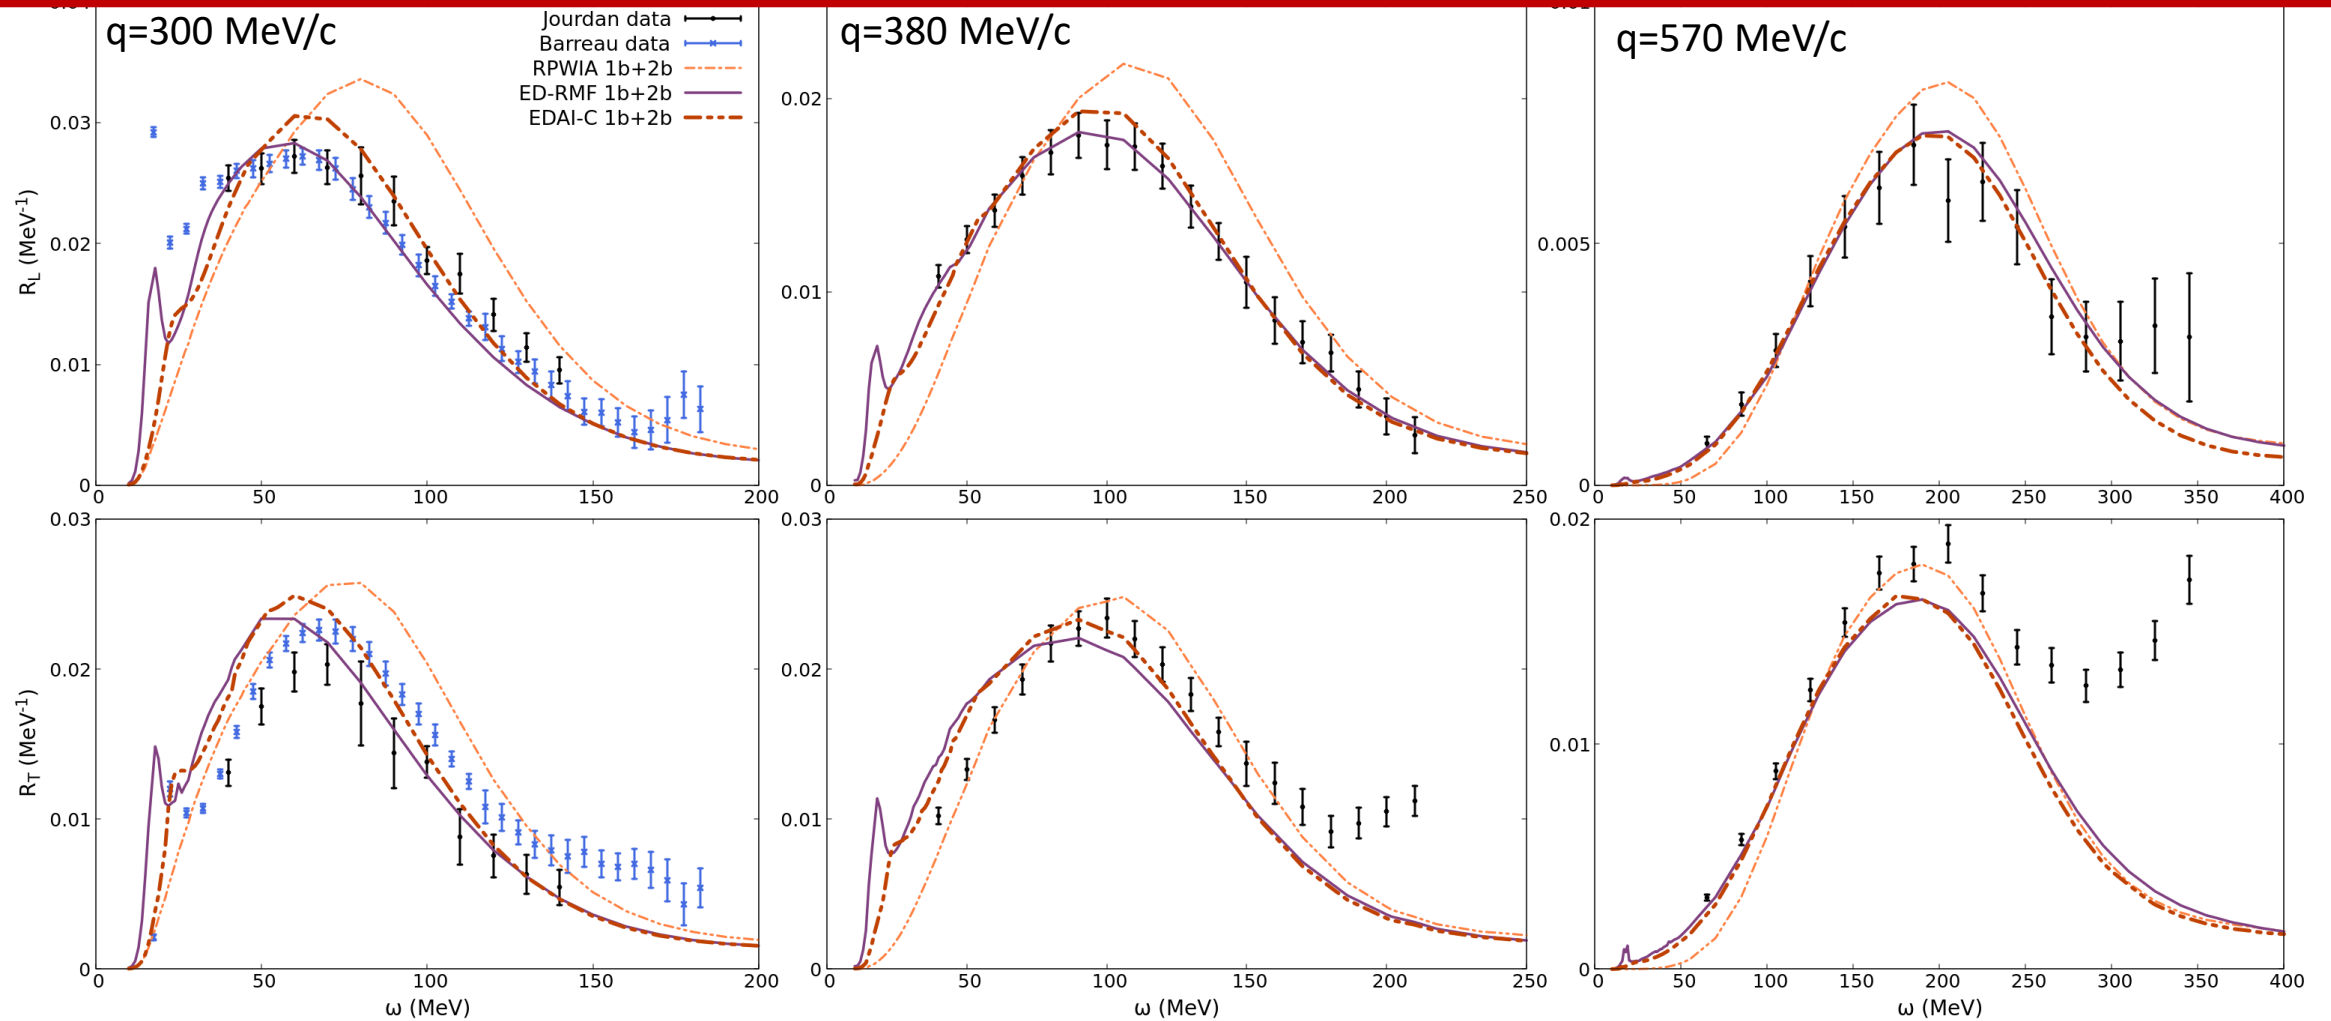 q=300 MeV/c
q=380 MeV/c
q=570 MeV/c
Jourdan data
Barreau data
RPWIA 1b+2b
ED-RMF 1b+2b
EDAI-C 1b+2b
R_L (MeV⁻¹)
0.03
0.02
0.01
0
0 50 100 150 200
0.02
0.01
0
50 100 150 200 250
0.005
0
0 50 100 150 200 250 300 350 400
R_T (MeV⁻¹)
0.03
0.02
0.01
0
0 50 100 150 200
ω (MeV)
0.03
0.02
0.01
0
50 100 150 200 250
ω (MeV)
0.02
0.01
0
0 50 100 150 200 250 300 350 400
ω (MeV)